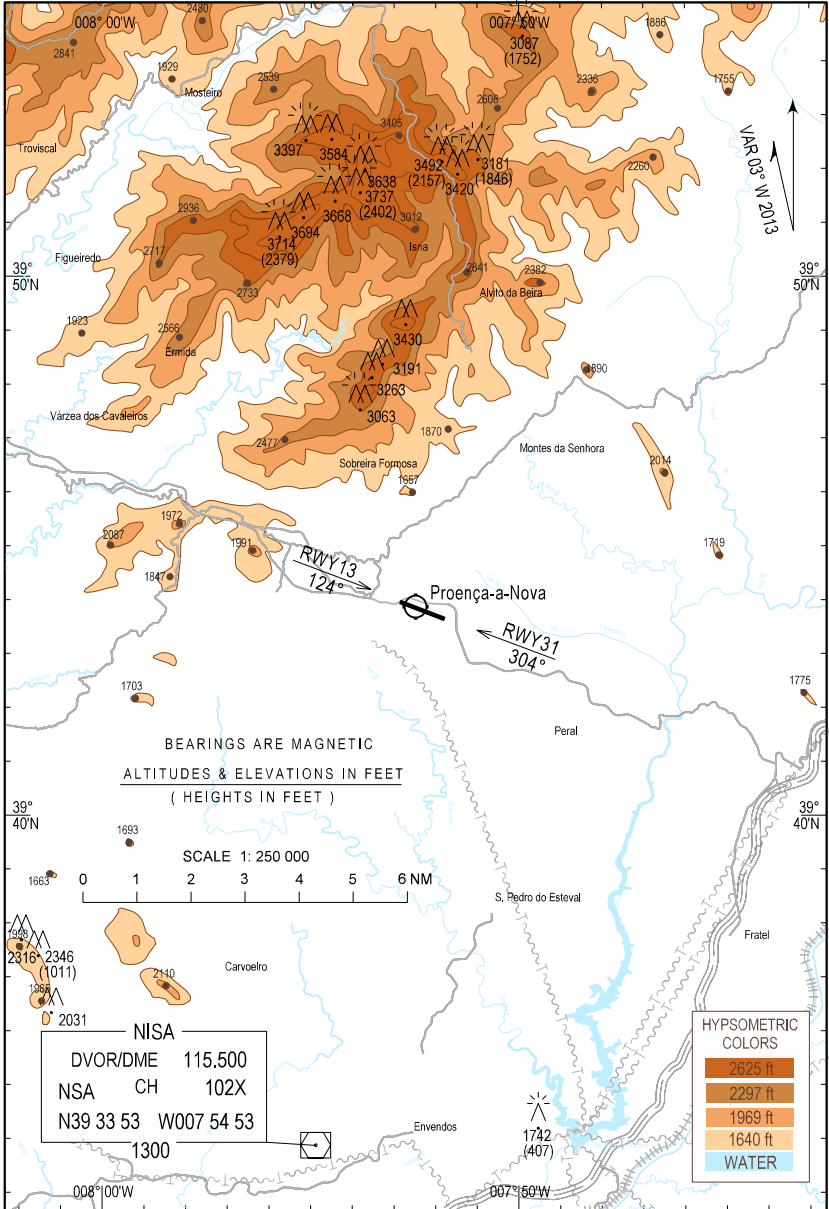 008° 00'W
2480
007° 50'W
3087
(1752)
1886
2841
1929
Mosteiro
2539
2336
1755
2608
VAR 03° W 2013
3405
Troviscal
3397
3584
3492
(2157)
3181
(1846)
3420
2260
3638
3737
(2402)
3668
3694
3714
(2379)
2936
3012
Isna
2717
Figueiredo
2733
2841
2382
Alvito da Beira
39°
50'N
39°
50'N
1923
2566
Ermida
3430
3191
3263
3063
1890
Várzea dos Cavaleiros
2477
1870
Sobreira Formosa
Montes da Senhora
1657
2014
1972
2087
1991
1847
1719
RWY13
124°
Proença-a-Nova
RWY31
304°
1703
1775
Peral
BEARINGS ARE MAGNETIC
ALTITUDES & ELEVATIONS IN FEET
( HEIGHTS IN FEET )
39°
40'N
39°
40'N
1693
SCALE 1: 250 000
1663
0 1 2 3 4 5 6 NM
S. Pedro do Esteval
1998
2316
2346
(1011)
Carvoelro
2110
Fratel
1965
2031
NISA
DVOR/DME 115.500
NSA CH 102X
N39 33 53 W007 54 53
1300
HYPSOMETRIC
COLORS
2625 ft
2297 ft
1969 ft
1640 ft
WATER
Envendos
1742
(407)
008° 00'W
007° 50'W